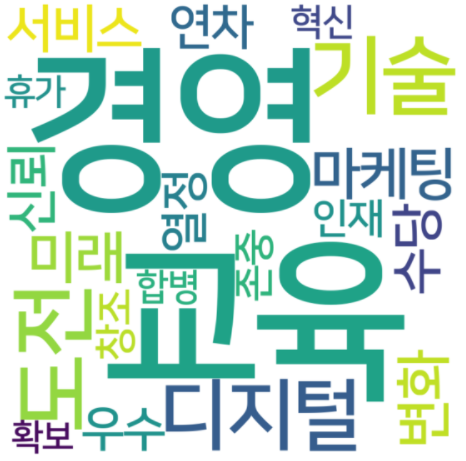 서비스
연차
혁신
기술
경영
휴가
신뢰
열정
마케팅
인재
수당
미래
존중
합병
창조
도전
교육
디지털
변화
우수
확보